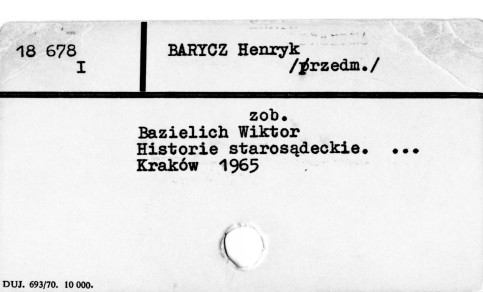 18 678
I
BARYCZ Henryk
/przedm./
zob.
Bazielich Wiktor
Historie starosądeckie. ...
Kraków 1965
DUJ. 693/70. 10 000.